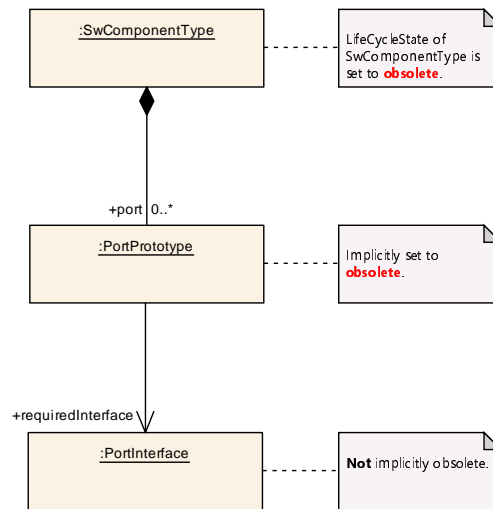 :SwComponentType
LifeCycleState of
SwComponentType is
set to obsolete.
+port 0..*
:PortPrototype
Implicitly set to
obsolete.
+requiredInterface
:PortInterface
Not implicitly obsolete.